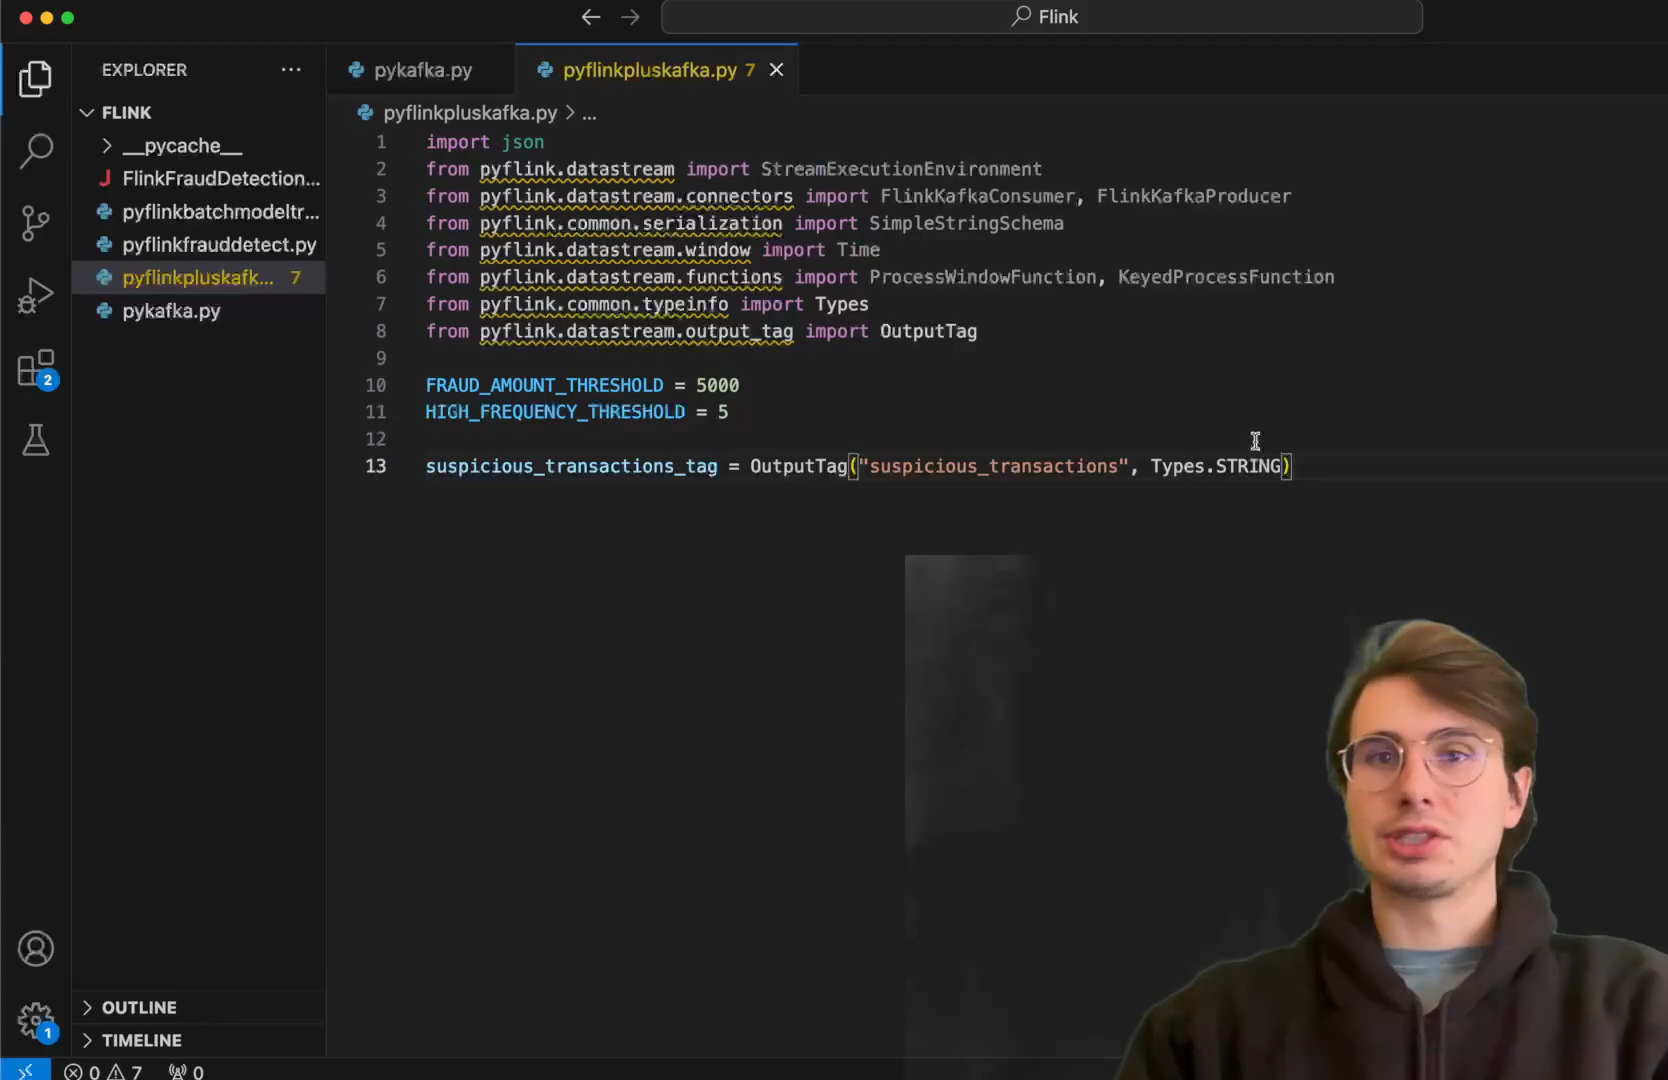 Flink
EXPLORER
pykafka.py
pyflinkpluskafka.py 7
FLINK
pyflinkpluskafka.py > ...
__pycache__
FlinkFraudDetection...
pyflinkbatchmodeltr...
pyflinkfrauddetect.py
pyflinkpluskafk... 7
pykafka.py
1 import json
2 from pyflink.datastream import StreamExecutionEnvironment
3 from pyflink.datastream.connectors import FlinkKafkaConsumer, FlinkKafkaProducer
4 from pyflink.common.serialization import SimpleStringSchema
5 from pyflink.datastream.window import Time
6 from pyflink.datastream.functions import ProcessWindowFunction, KeyedProcessFunction
7 from pyflink.common.typeinfo import Types
8 from pyflink.datastream.output_tag import OutputTag
9
10 FRAUD_AMOUNT_THRESHOLD = 5000
11 HIGH_FREQUENCY_THRESHOLD = 5
12
13 suspicious_transactions_tag = OutputTag("suspicious_transactions", Types.STRING)
2
1
OUTLINE
TIMELINE
0 7 0